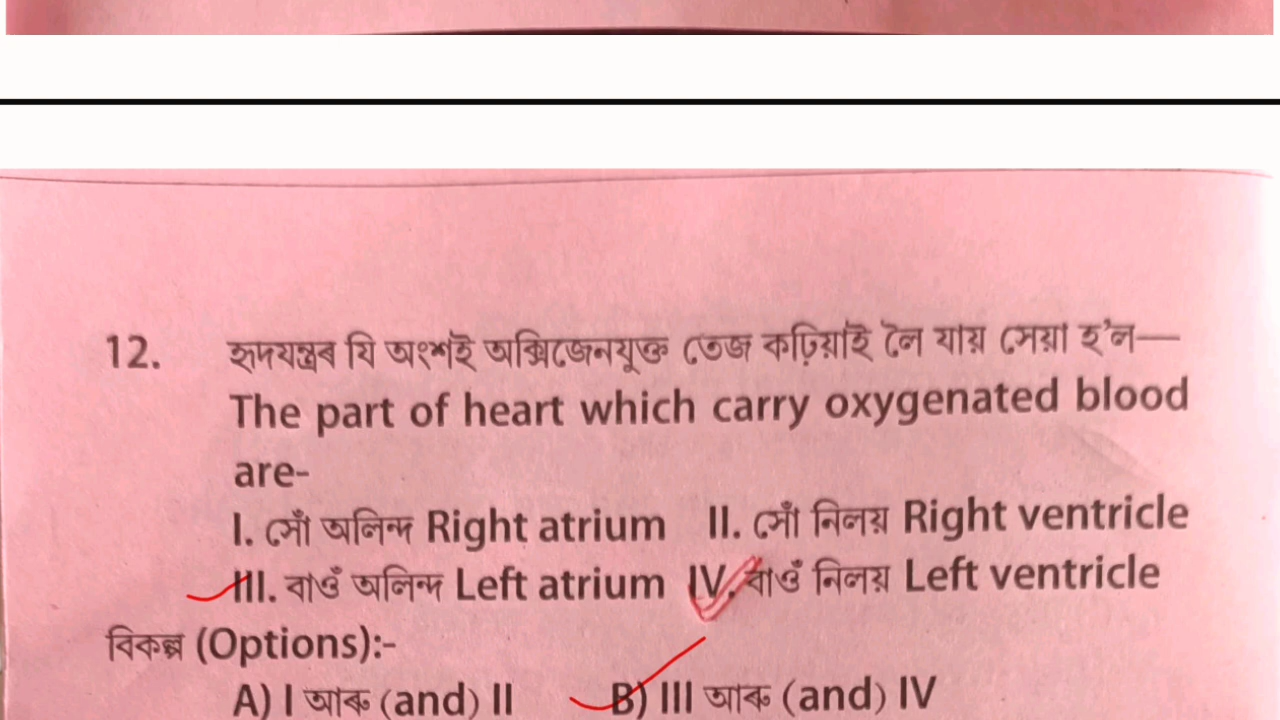 12. হৃদযন্ত্ৰৰ যি অংশই অক্সিজেনযুক্ত তেজ কঢ়িয়াই লৈ যায় সেয়া হ'ল—
The part of heart which carry oxygenated blood
are-
I. সোঁ অলিন্দ Right atrium II. সোঁ নিলয় Right ventricle
III. বাওঁ অলিন্দ Left atrium IV. বাওঁ নিলয় Left ventricle
বিকল্প (Options):-
A) I আৰু (and) II B) III আৰু (and) IV